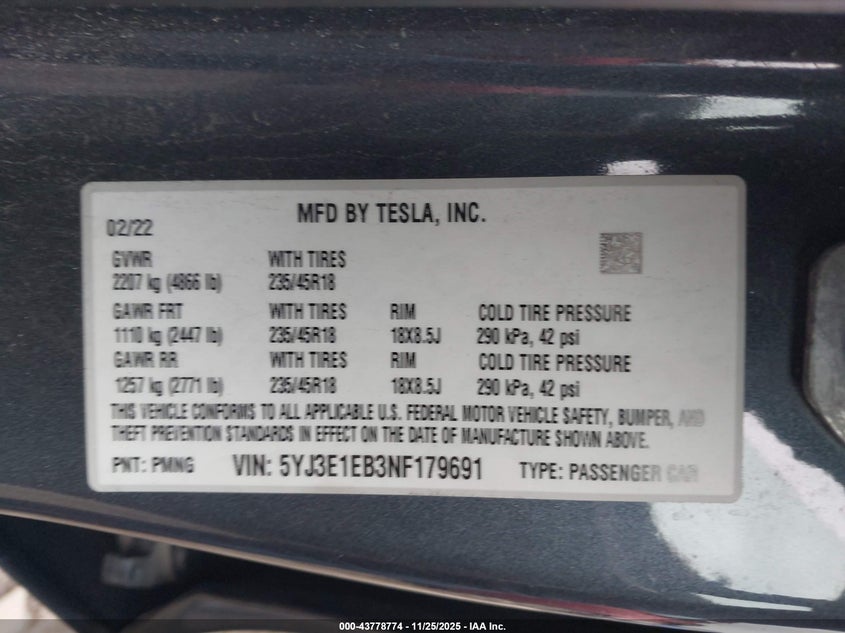 MFD BY TESLA, INC.
02/22
GVWR WITH TIRES
2207 kg (4866 lb) 235/45R18
GAWR FRT WITH TIRES RIM COLD TIRE PRESSURE
1110 kg (2447 lb) 235/45R18 18X8.5J 290 kPa, 42 psi
GAWR RR WITH TIRES RIM COLD TIRE PRESSURE
1257 kg (2771 lb) 235/45R18 18X8.5J 290 kPa, 42 psi
THIS VEHICLE CONFORMS TO ALL APPLICABLE U.S. FEDERAL MOTOR VEHICLE SAFETY, BUMPER, AND
THEFT PREVENTION STANDARDS IN EFFECT ON THE DATE OF MANUFACTURE SHOWN ABOVE.
PNT: PMNG VIN: 5YJ3E1EB3NF179691 TYPE: PASSENGER CAR
000-43778774 - 11/25/2025 - IAA Inc.